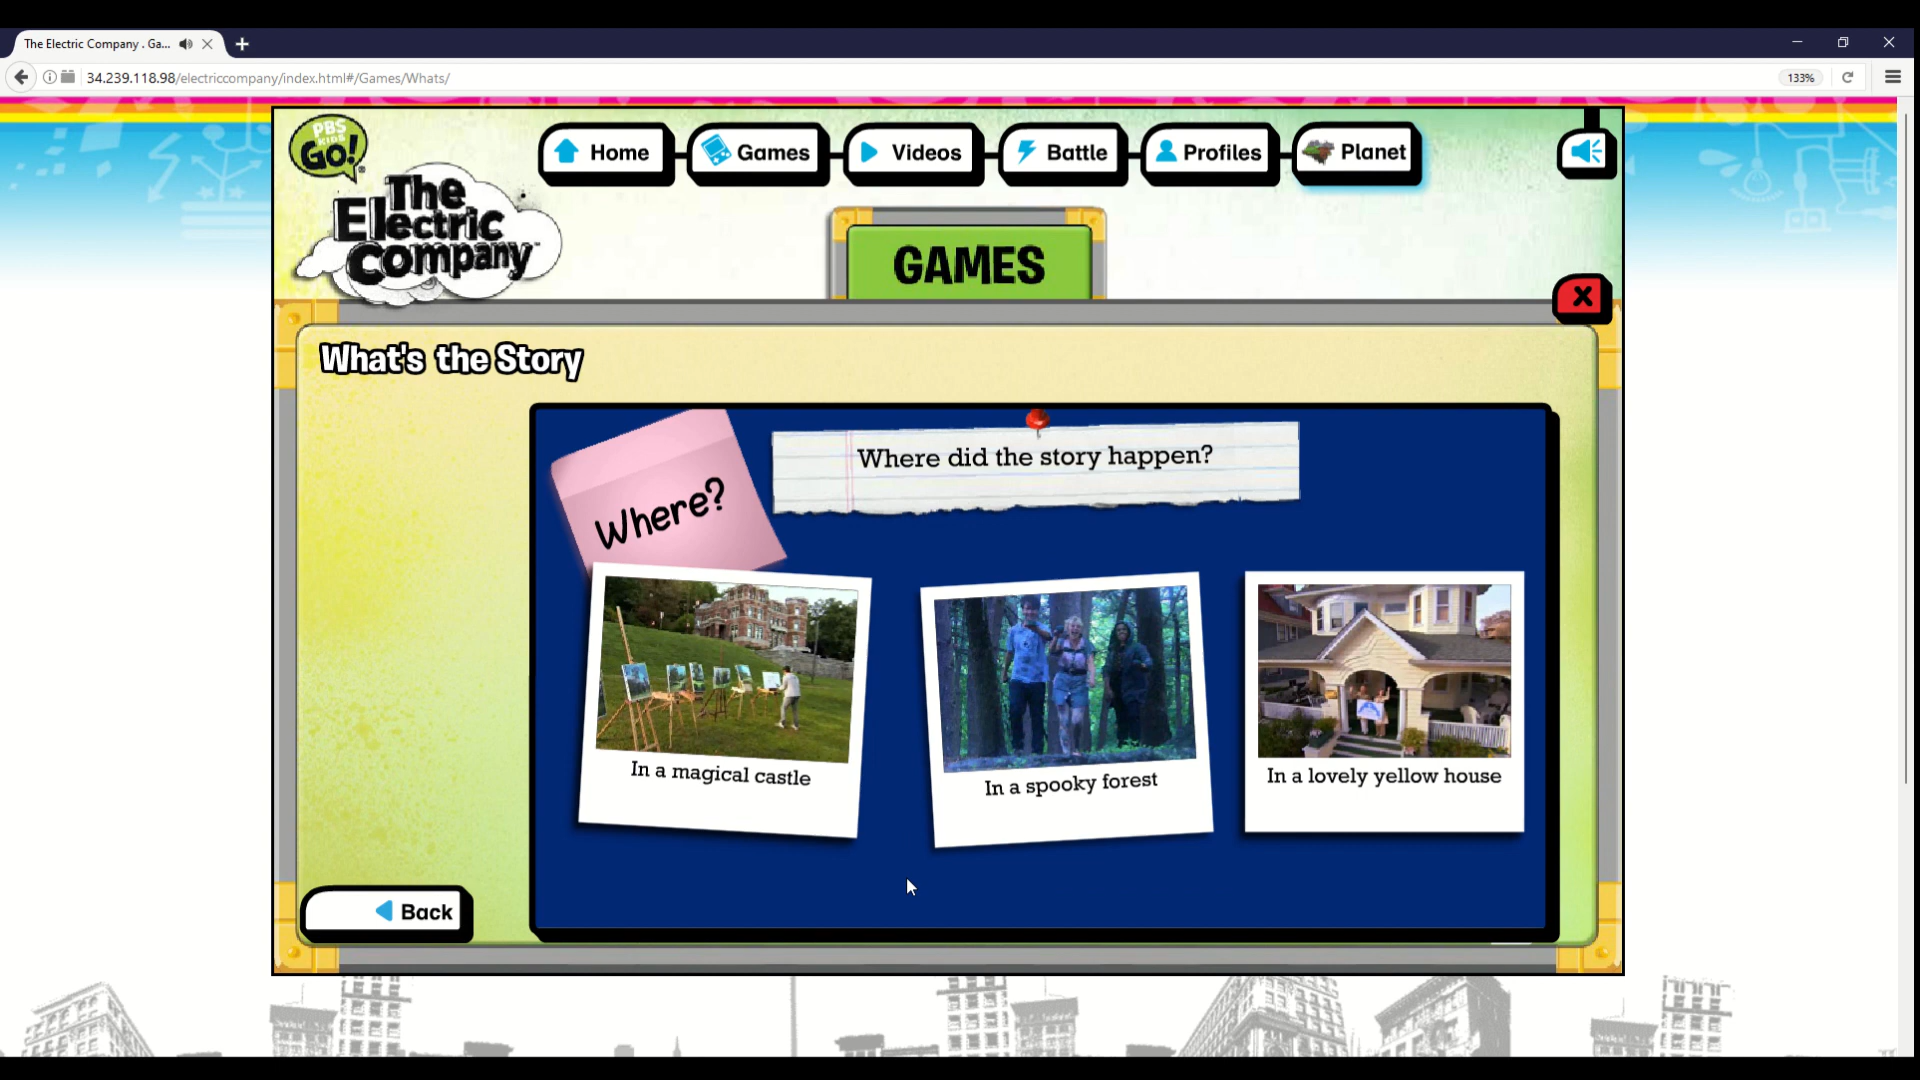 The Electric Company . Ga...
34.239.118.98/electriccompany/index.html#/Games/Whats/
133%
PBS
KIDS
GO!
The
Electric
Company
Home
Games
Videos
Battle
Profiles
Planet
GAMES
What's the Story
Where?
Where did the story happen?
In a magical castle
In a spooky forest
In a lovely yellow house
Back